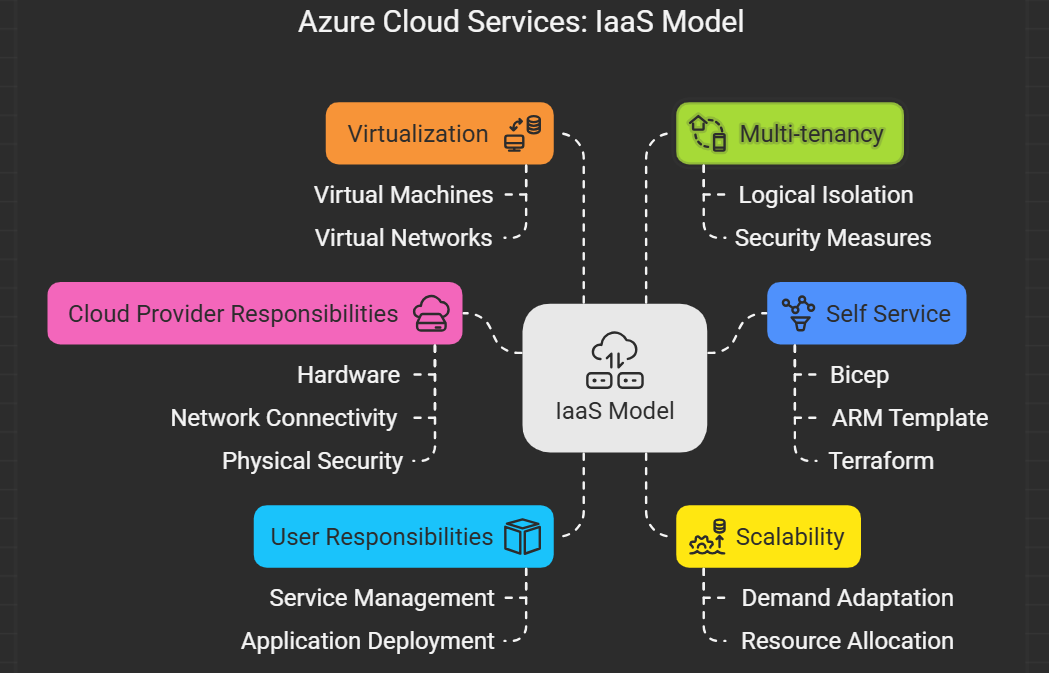 Azure Cloud Services: IaaS Model
Virtualization
Virtual Machines
Virtual Networks
Multi-tenancy
Logical Isolation
Security Measures
Cloud Provider Responsibilities
Hardware
Network Connectivity
Physical Security
IaaS Model
Self Service
Bicep
ARM Template
Terraform
User Responsibilities
Service Management
Application Deployment
Scalability
Demand Adaptation
Resource Allocation